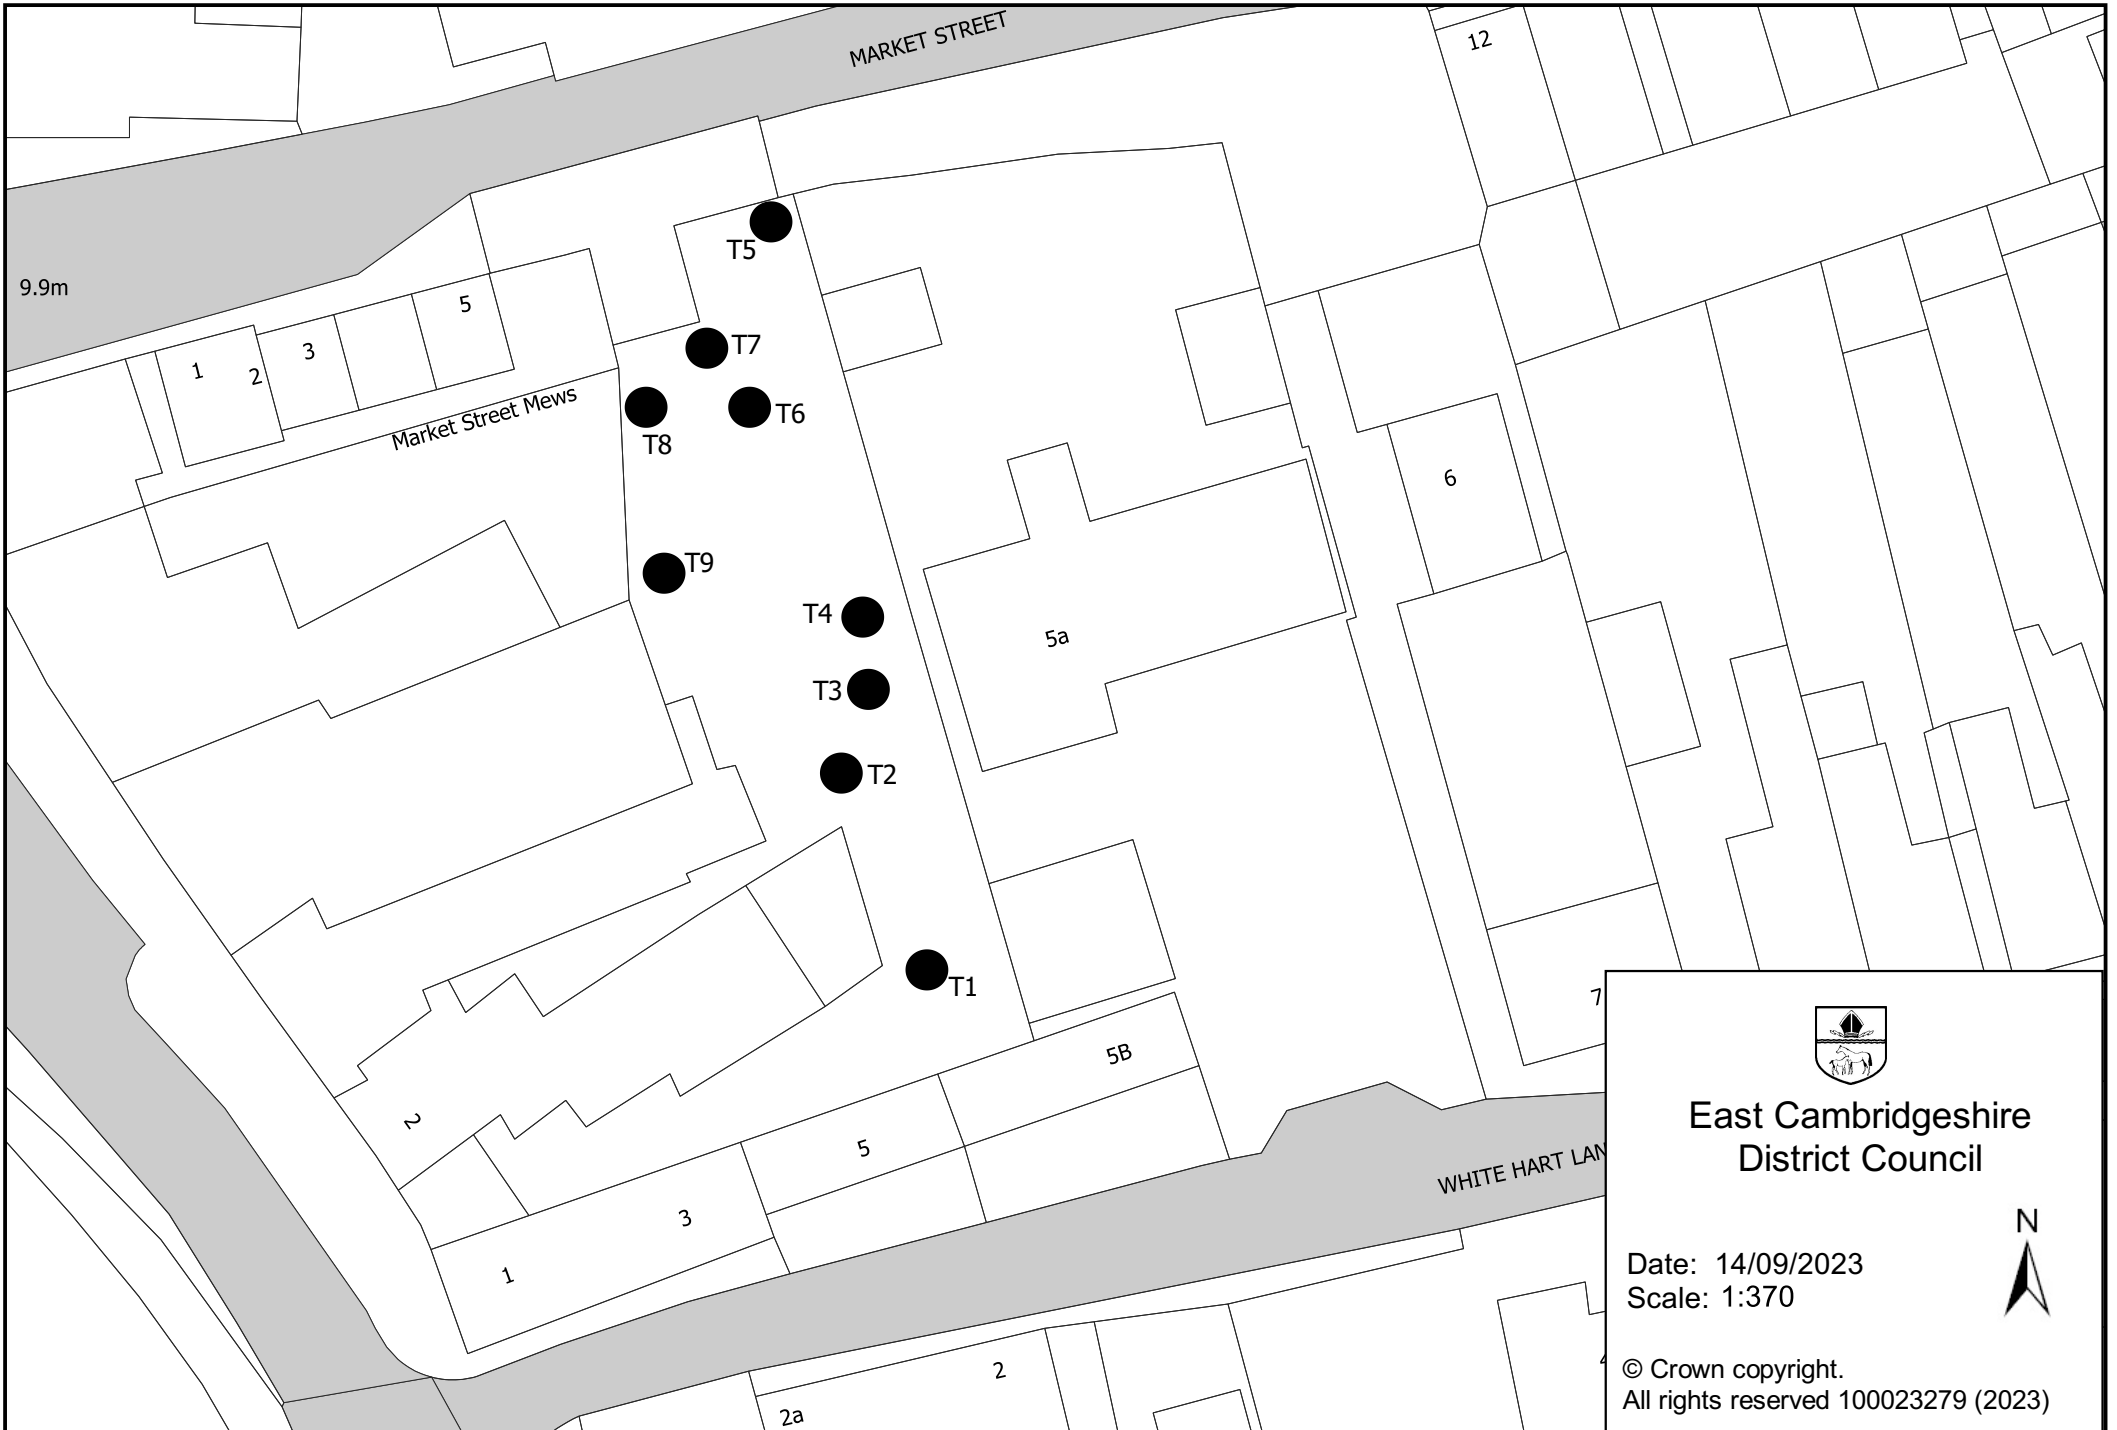 MARKET STREET
12
T5
9.9m
5
3
1
2
T7
T6
T8
Market Street Mews
6
T9
T4
5a
T3
T2
T1
7
5B
2
5
3
1
WHITE HART LAN
2
2a
East Cambridgeshire
District Council
N
Date: 14/09/2023
Scale: 1:370
© Crown copyright.
All rights reserved 100023279 (2023)